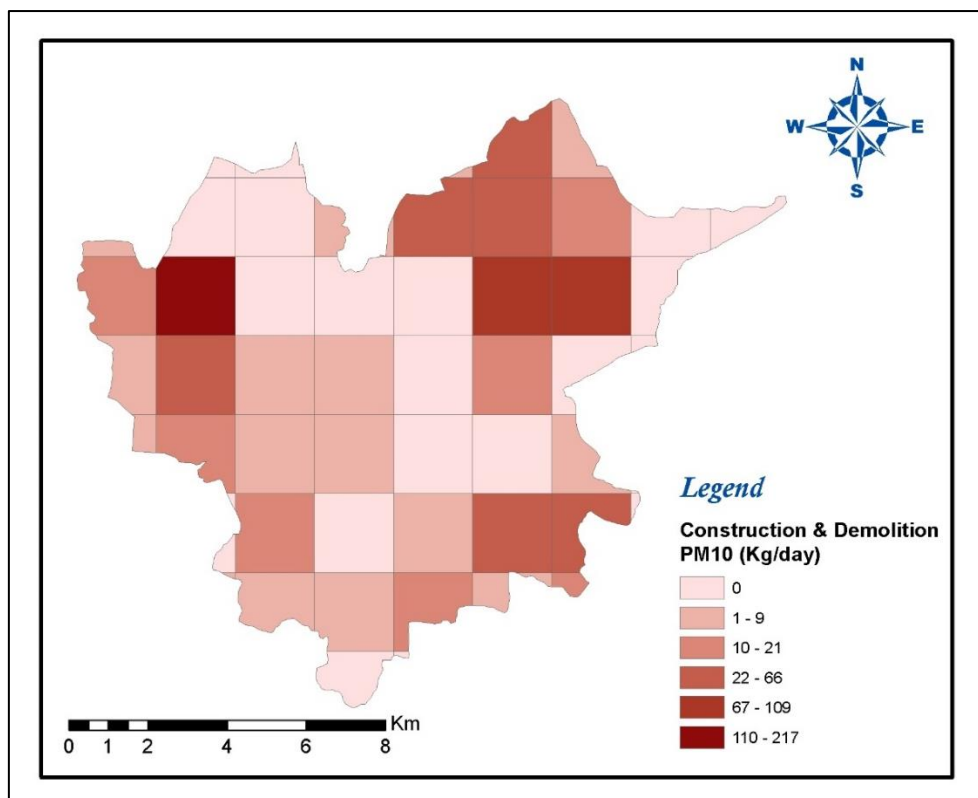 N
W E
S
Legend
Construction & Demolition
PM10 (Kg/day)
0
1 - 9
10 - 21
22 - 66
67 - 109
110 - 217
Km
0 1 2 4 6 8